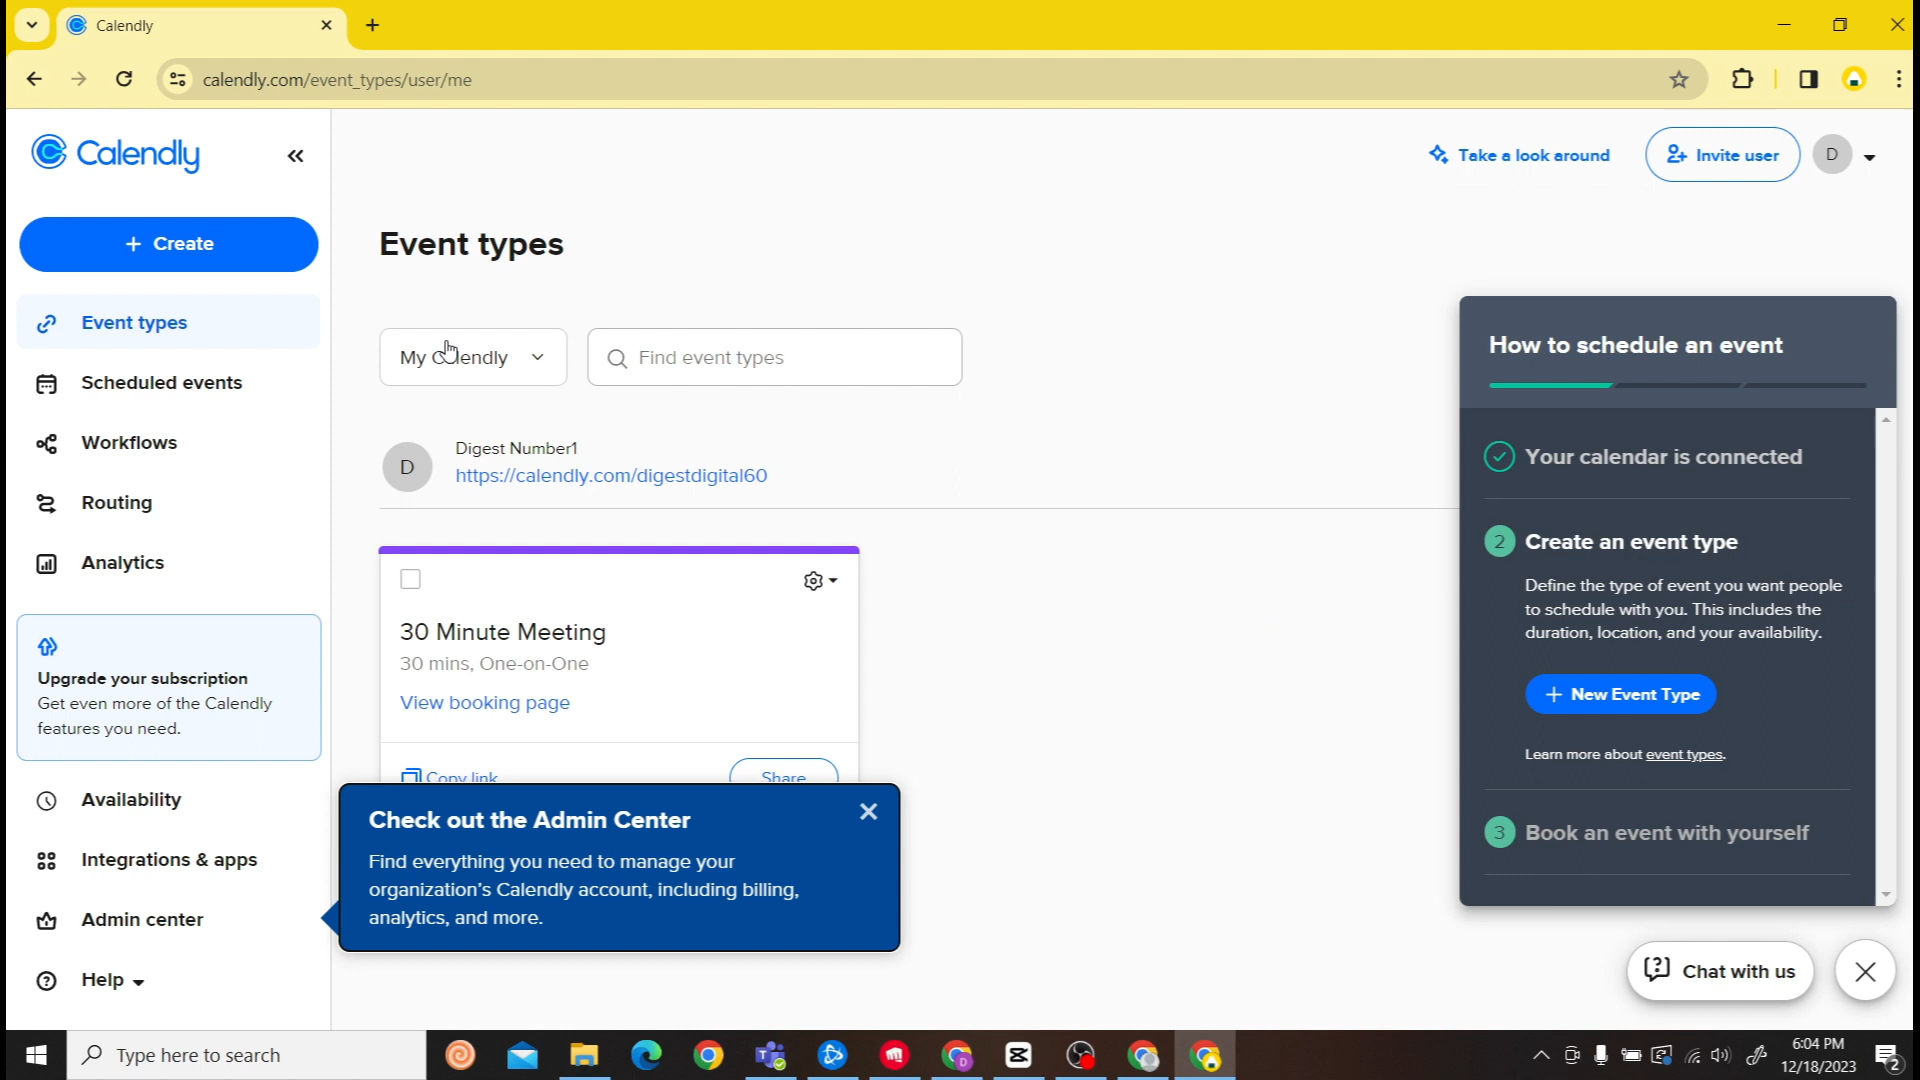 Calendly
calendly.com/event_types/user/me
Calendly
Take a look around
Invite user
D
+ Create
Event types
Scheduled events
Workflows
Routing
Analytics
Upgrade your subscription
Get even more of the Calendly
features you need.
Availability
Integrations & apps
Admin center
Help
Event types
My Calendly
Find event types
D
Digest Number1
https://calendly.com/digestdigital60
30 Minute Meeting
30 mins, One-on-One
View booking page
Copy link
Share
Check out the Admin Center
Find everything you need to manage your
organization's Calendly account, including billing,
analytics, and more.
How to schedule an event
Your calendar is connected
2 Create an event type
Define the type of event you want people
to schedule with you. This includes the
duration, location, and your availability.
+ New Event Type
Learn more about event types.
3 Book an event with yourself
Chat with us
Type here to search
6:04 PM
12/18/2023
2